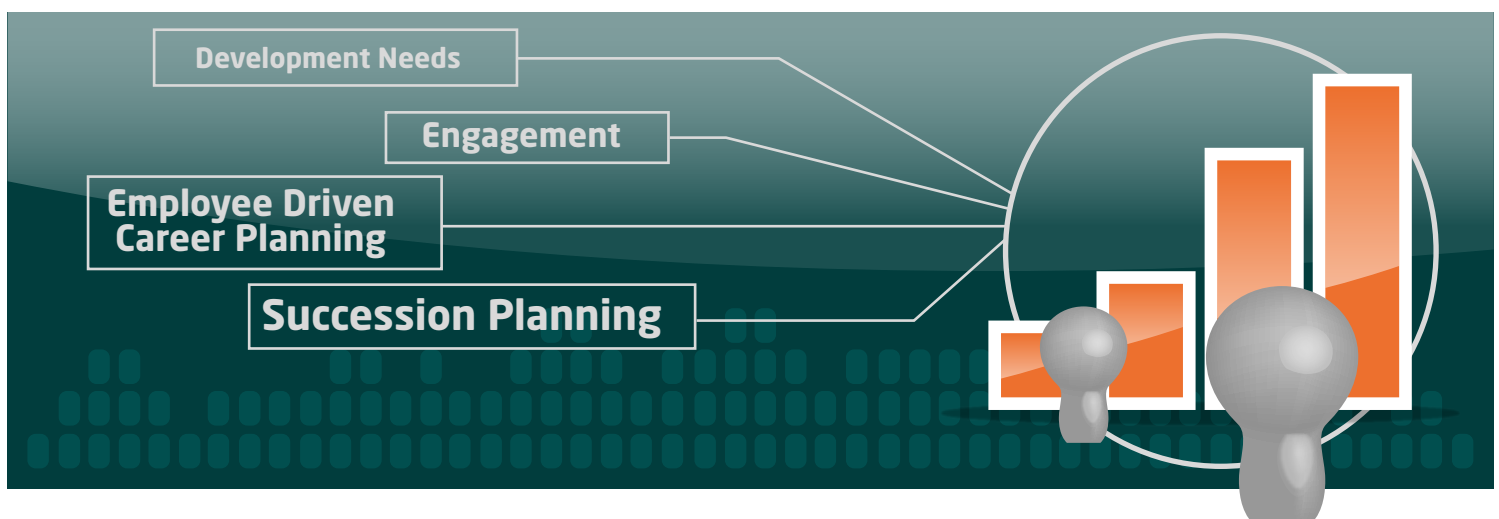 Development Needs
Engagement
Employee Driven
Career Planning
Succession Planning